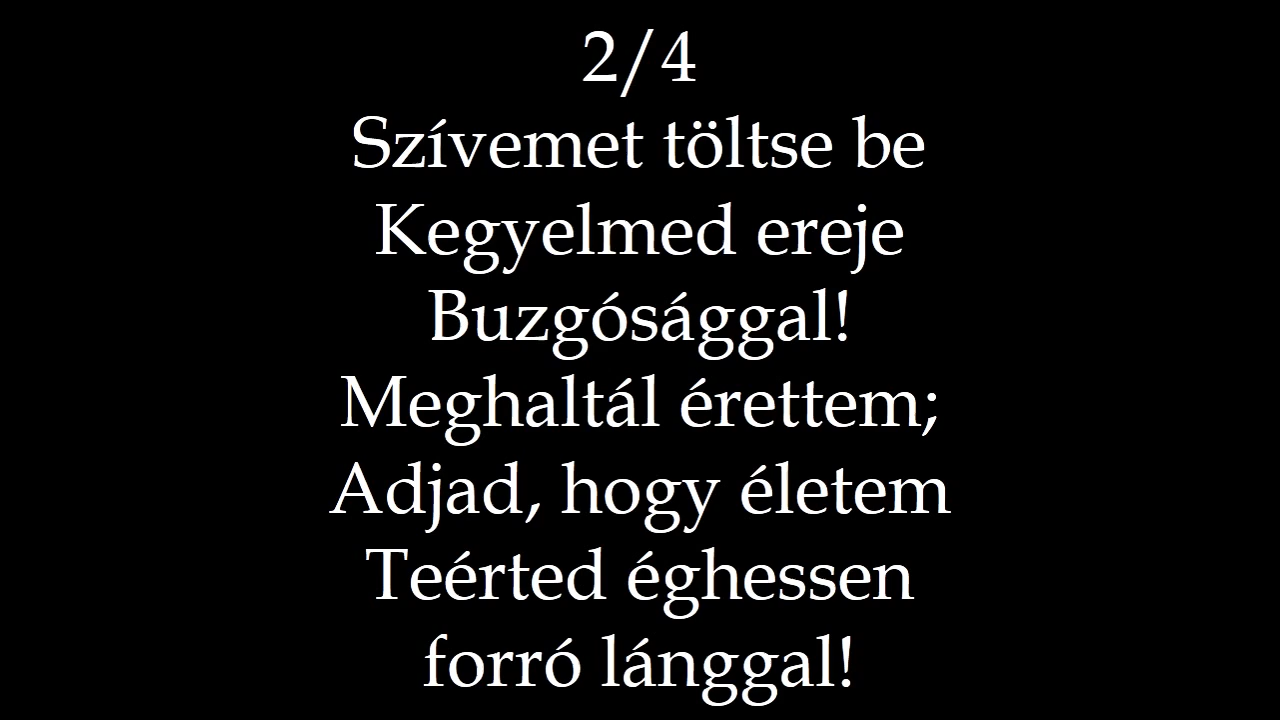 2/4
Szívemet töltse be
Kegyelmed ereje
Buzgósággal!
Meghaltál érettem;
Adjad, hogy életem
Teérted éghessen
forró lánggal!